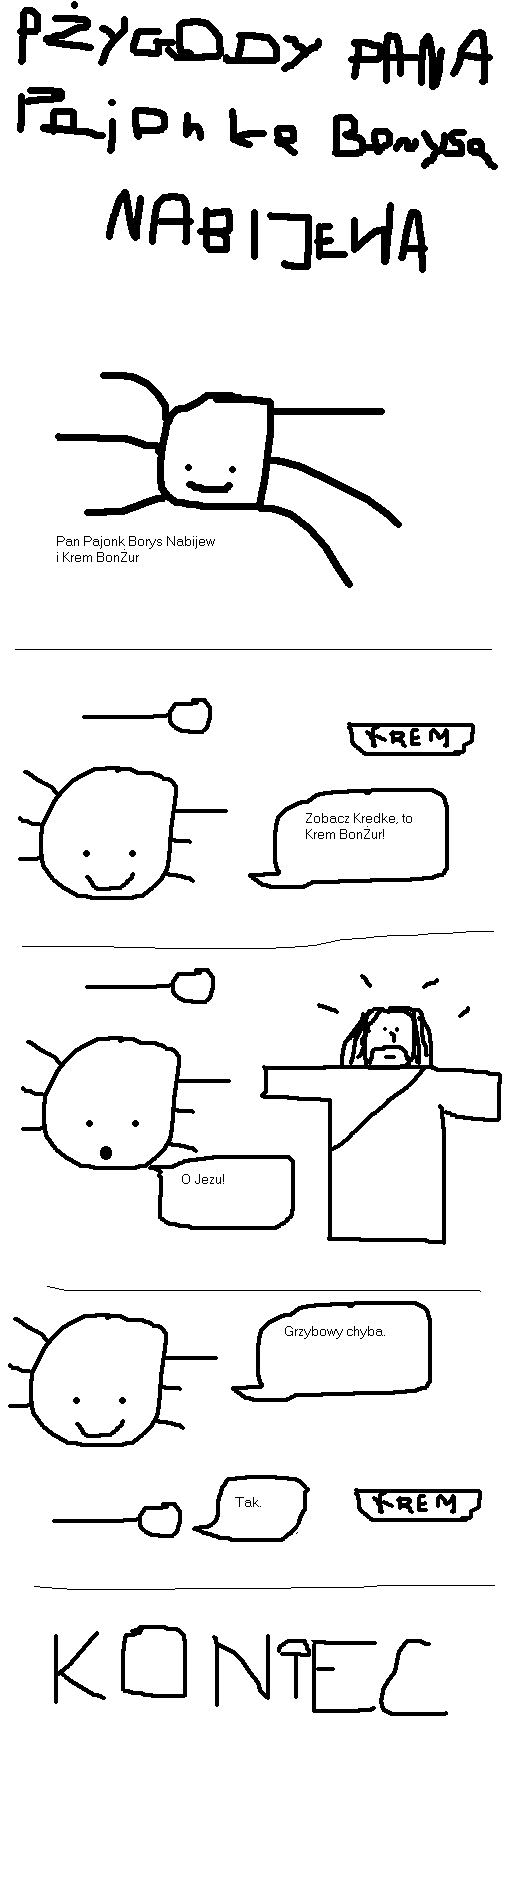 PŻYGODY PANA
Pajonka Borysa
NABIJEWA
Pan Pajonk Borys Nabijew
i Krem BonŻur
KREM
Zobacz Kredke, to
Krem BonŻur!
O Jezu!
Grzybowy chyba.
Tak.
KREM
KONIEC